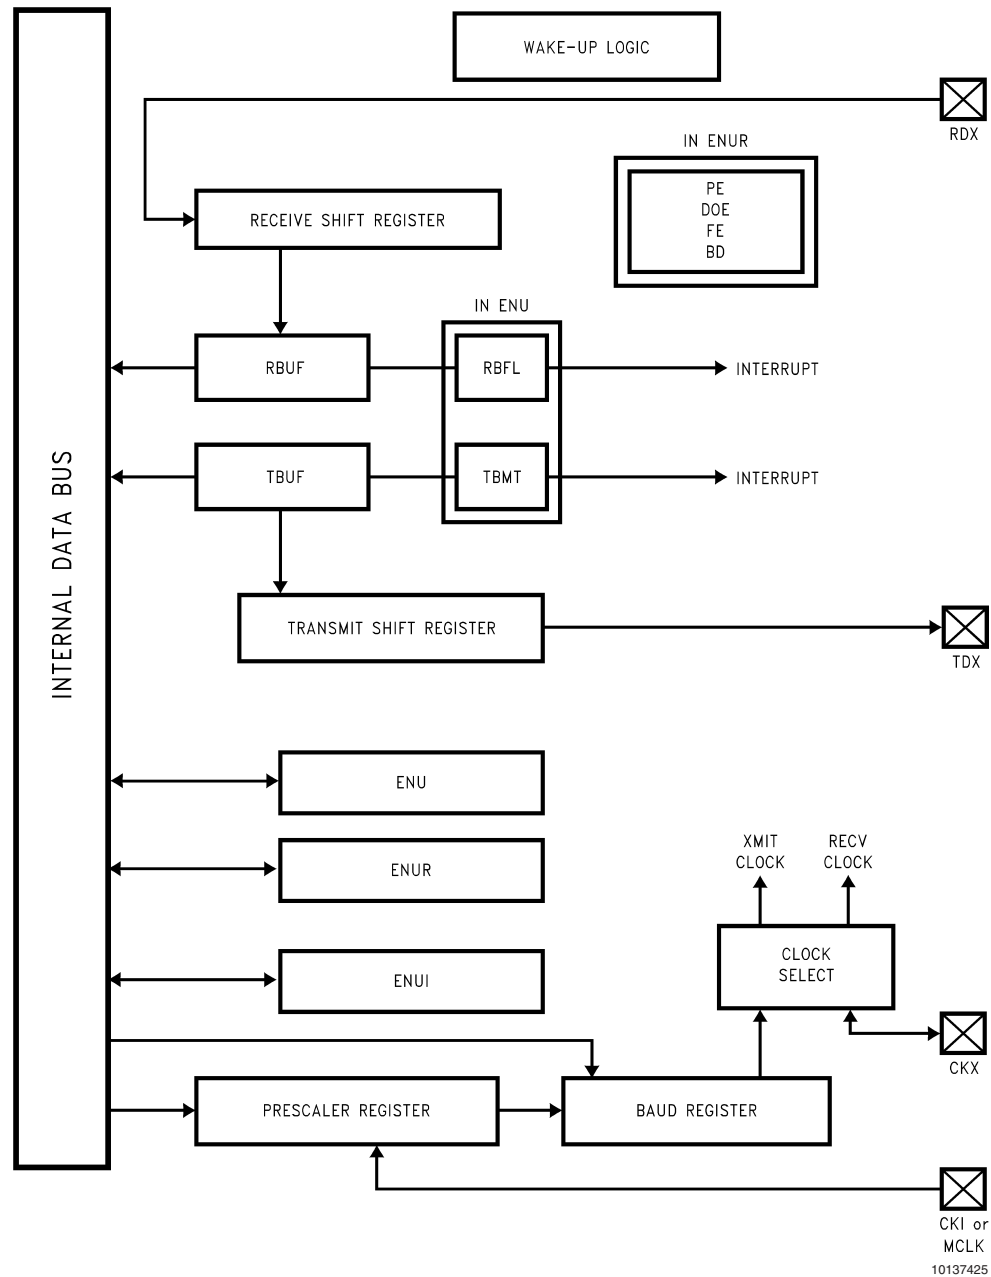 WAKE-UP LOGIC
RDX
IN ENUR
PE
DOE
FE
BD
RECEIVE SHIFT REGISTER
IN ENU
RBUF
RBFL
INTERRUPT
TBUF
TBMT
INTERRUPT
INTERNAL DATA BUS
TRANSMIT SHIFT REGISTER
TDX
ENU
XMIT
CLOCK
RECV
CLOCK
ENUR
CLOCK
SELECT
ENUI
CKX
PRESCALER REGISTER
BAUD REGISTER
CKI or
MCLK
10137425